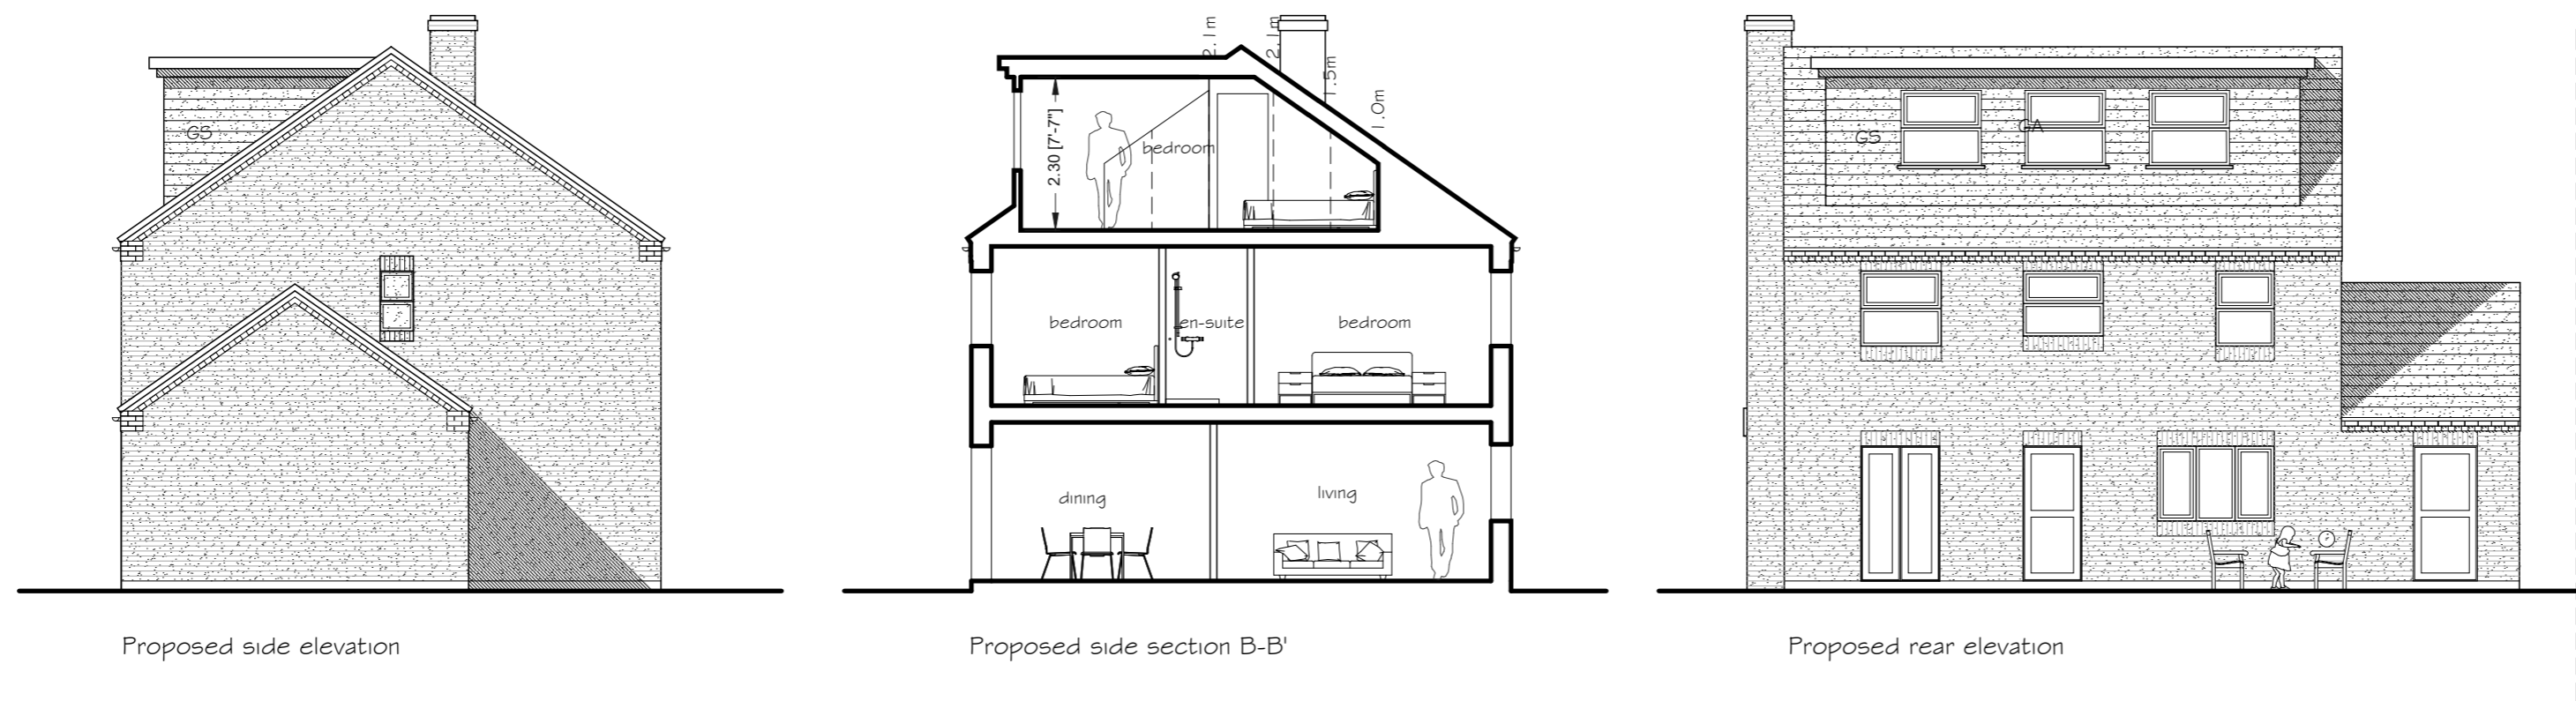 GS
Proposed side elevation
2.1m
2.1m
1.5m
1.0m
2.30 [7'-7"]
bedroom
bedroom
en-suite
bedroom
dining
living
Proposed side section B-B'
GS
GA
Proposed rear elevation